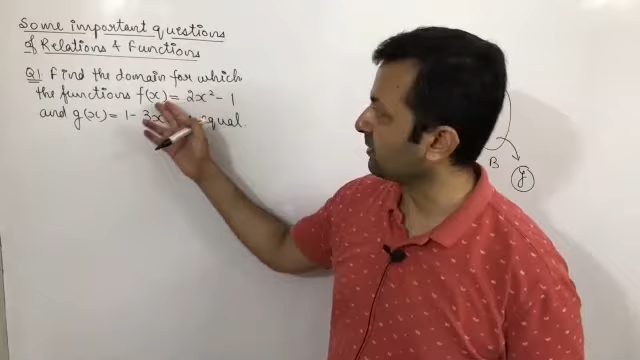 Some important questions
of Relations & Functions
Q1 Find the domain for which
the functions f(x) = 2x² - 1
and g(x) = 1 - 3x equal.
B
y